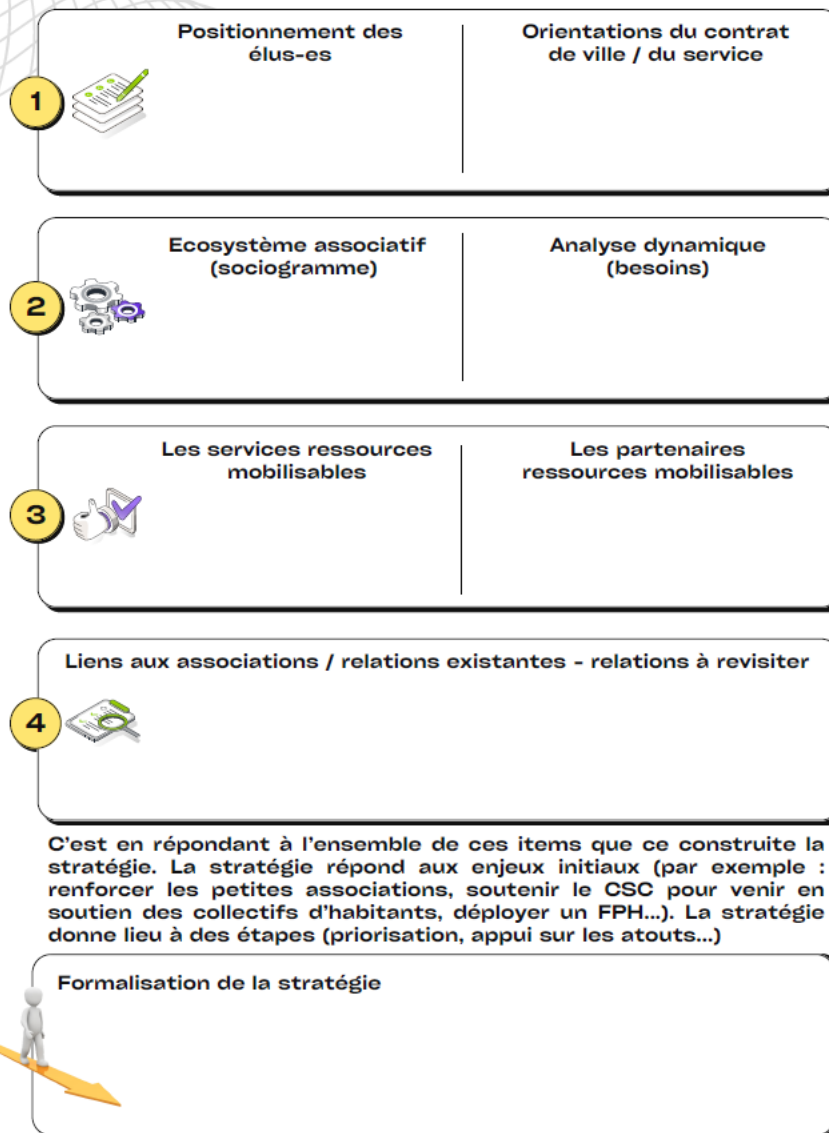 Positionnement des
élus-es
Orientations du contrat
de ville / du service
1
Ecosystème associatif
(sociogramme)
Analyse dynamique
(besoins)
2
Les services ressources
mobilisables
Les partenaires
ressources mobilisables
3
Liens aux associations / relations existantes - relations à revisiter
4
C'est en répondant à l'ensemble de ces items que ce construite la
stratégie. La stratégie répond aux enjeux initiaux (par exemple :
renforcer les petites associations, soutenir le CSC pour venir en
soutien des collectifs d'habitants, déployer un FPH...). La stratégie
donne lieu à des étapes (priorisation, appui sur les atouts...)
Formalisation de la stratégie